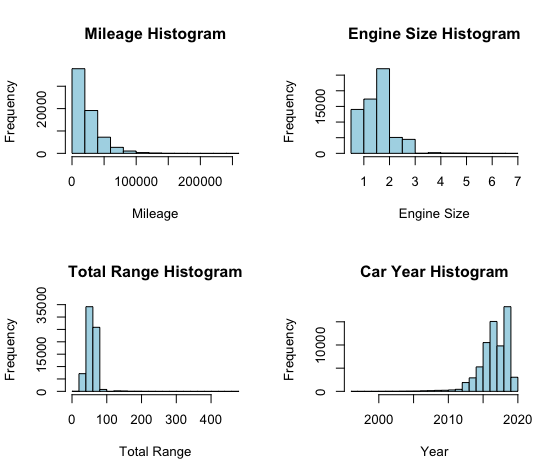 Mileage Histogram
Frequency
20000
0
0 100000 200000
Mileage
Engine Size Histogram
Frequency
15000
0
1 2 3 4 5 6 7
Engine Size
Total Range Histogram
Frequency
35000
15000
0
0 100 200 300 400
Total Range
Car Year Histogram
Frequency
10000
0
2000 2010 2020
Year